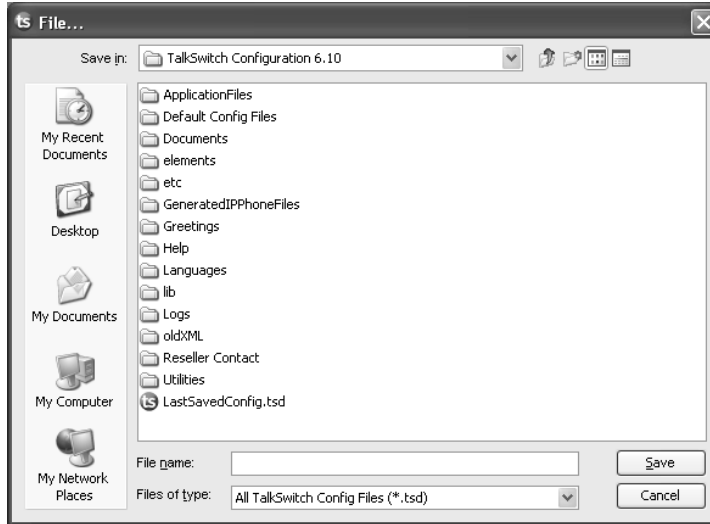 ts File...
Save in:
TalkSwitch Configuration 6.10
My Recent
Documents
Desktop
My Documents
My Computer
My Network
Places
ApplicationFiles
Default Config Files
Documents
elements
etc
GeneratedIPPhoneFiles
Greetings
Help
Languages
lib
Logs
oldXML
Reseller Contact
Utilities
ts LastSavedConfig.tsd
File name:
Save
Files of type:
All TalkSwitch Config Files (*.tsd)
Cancel